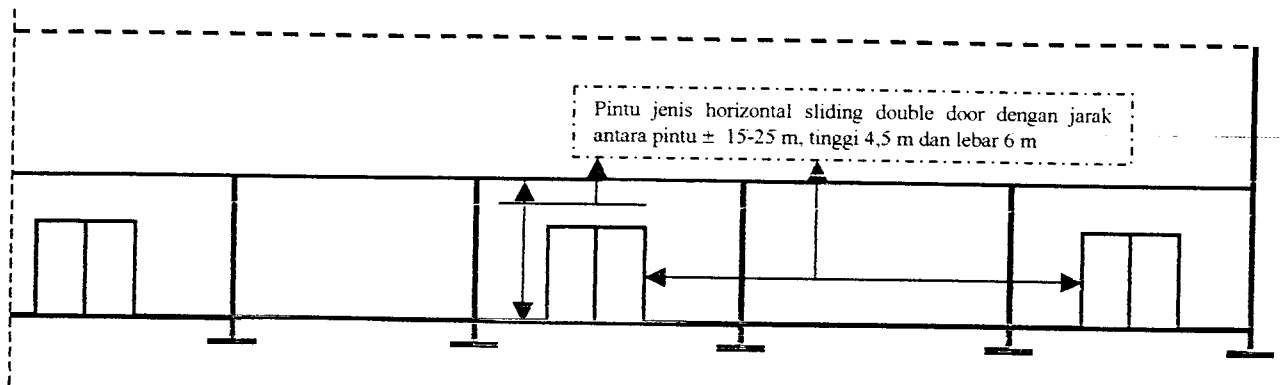 Pintu jenis horizontal sliding double door dengan jarak
antara pintu ± 15-25 m, tinggi 4,5 m dan lebar 6 m